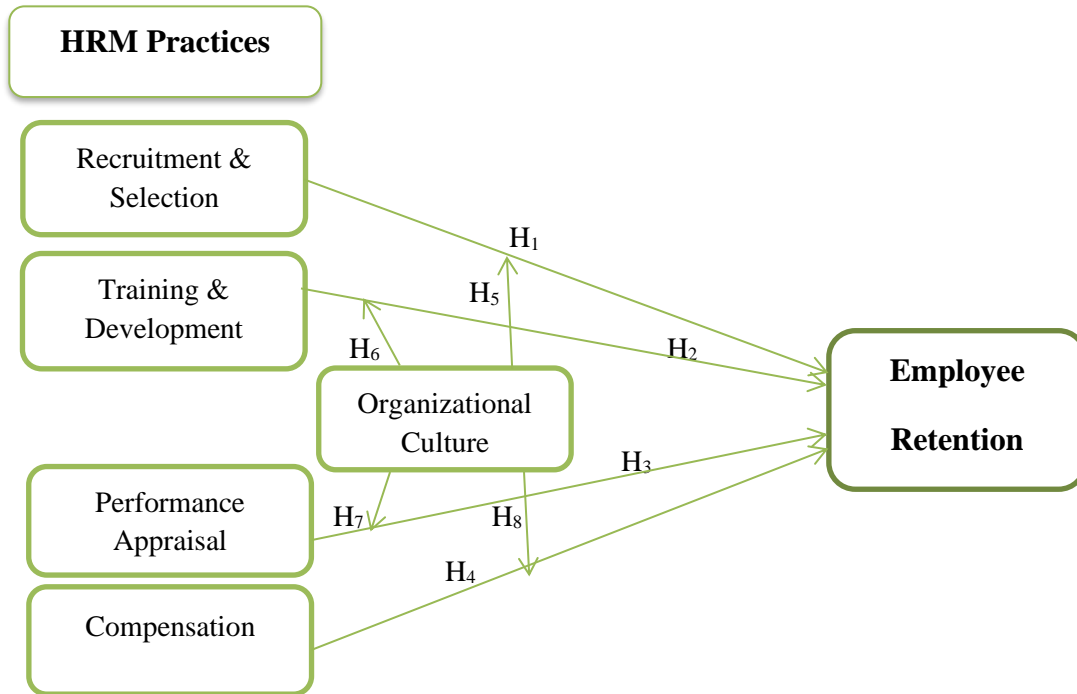 HRM Practices
Recruitment &
Selection
H₁
Training &
Development
H₅
H₆
H₂
Employee
Retention
Organizational
Culture
H₃
Performance
Appraisal
H₇
H₈
H₄
Compensation